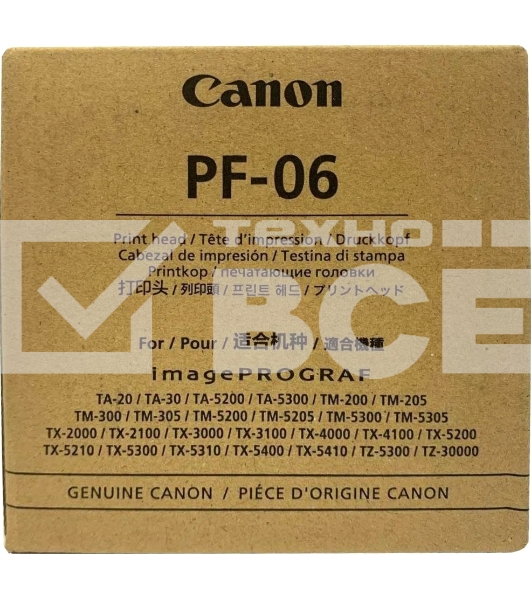 Canon
PF-06
Print head / Tête d'impression / Druckkopf
Cabezal de impresión / Testina di stampa
Printkop / печатающие головки
打印头 / 列印頭 / 프린트 헤드 / プリントヘッド
For / Pour / 适合机种 / 適合機種
imagePROGRAF
TA-20 / TA-30 / TA-5200 / TA-5300 / TM-200 / TM-205
TM-300 / TM-305 / TM-5200 / TM-5205 / TM-5300 / TM-5305
TX-2000 / TX-2100 / TX-3000 / TX-3100 / TX-4000 / TX-4100 / TX-5200
TX-5210 / TX-5300 / TX-5310 / TX-5400 / TX-5410 / TZ-5300 / TZ-30000
GENUINE CANON / PIÉCE D'ORIGINE CANON
техно
ВСЕ